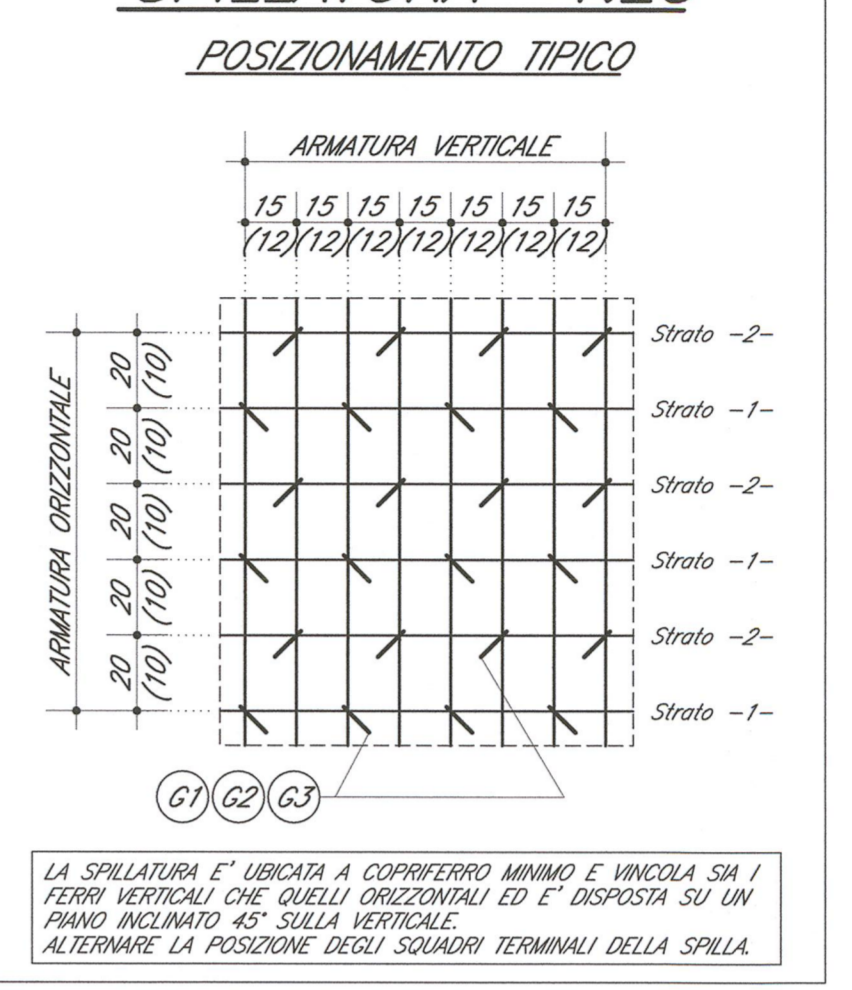 POSIZIONAMENTO TIPICO
ARMATURA VERTICALE
15 15 15 15 15 15 15
(12)(12)(12)(12)(12)(12)(12)
ARMATURA ORIZZONTALE
20 (10)
20 (10)
20 (10)
20 (10)
20 (10)
Strato -2-
Strato -1-
Strato -2-
Strato -1-
Strato -2-
Strato -1-
G1 G2 G3
LA SPILLATURA E' UBICATA A COPRIFERRO MINIMO E VINCOLA SIA I
FERRI VERTICALI CHE QUELLI ORIZZONTALI ED E' DISPOSTA SU UN
PIANO INCLINATO 45° SULLA VERTICALE.
ALTERNARE LA POSIZIONE DEGLI SQUADRI TERMINALI DELLA SPILLA.